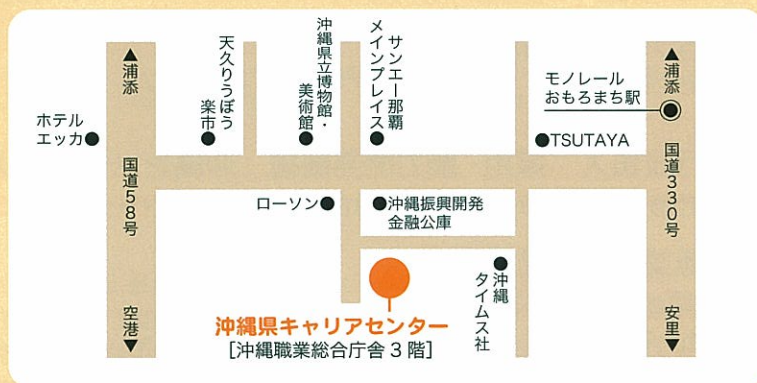 ▲浦添
国道58号
空港▼
ホテル
エッカ●
天久りうぼう
楽市●
沖縄県立博物館・
美術館●
サンエー那覇
メインプレイス●
●TSUTAYA
モノレール
おもろまち駅
▲浦添
国道330号
安里▼
ローソン●
●沖縄振興開発
金融公庫
沖縄
タイムス社
沖縄県キャリアセンター
[沖縄職業総合庁舎3階]